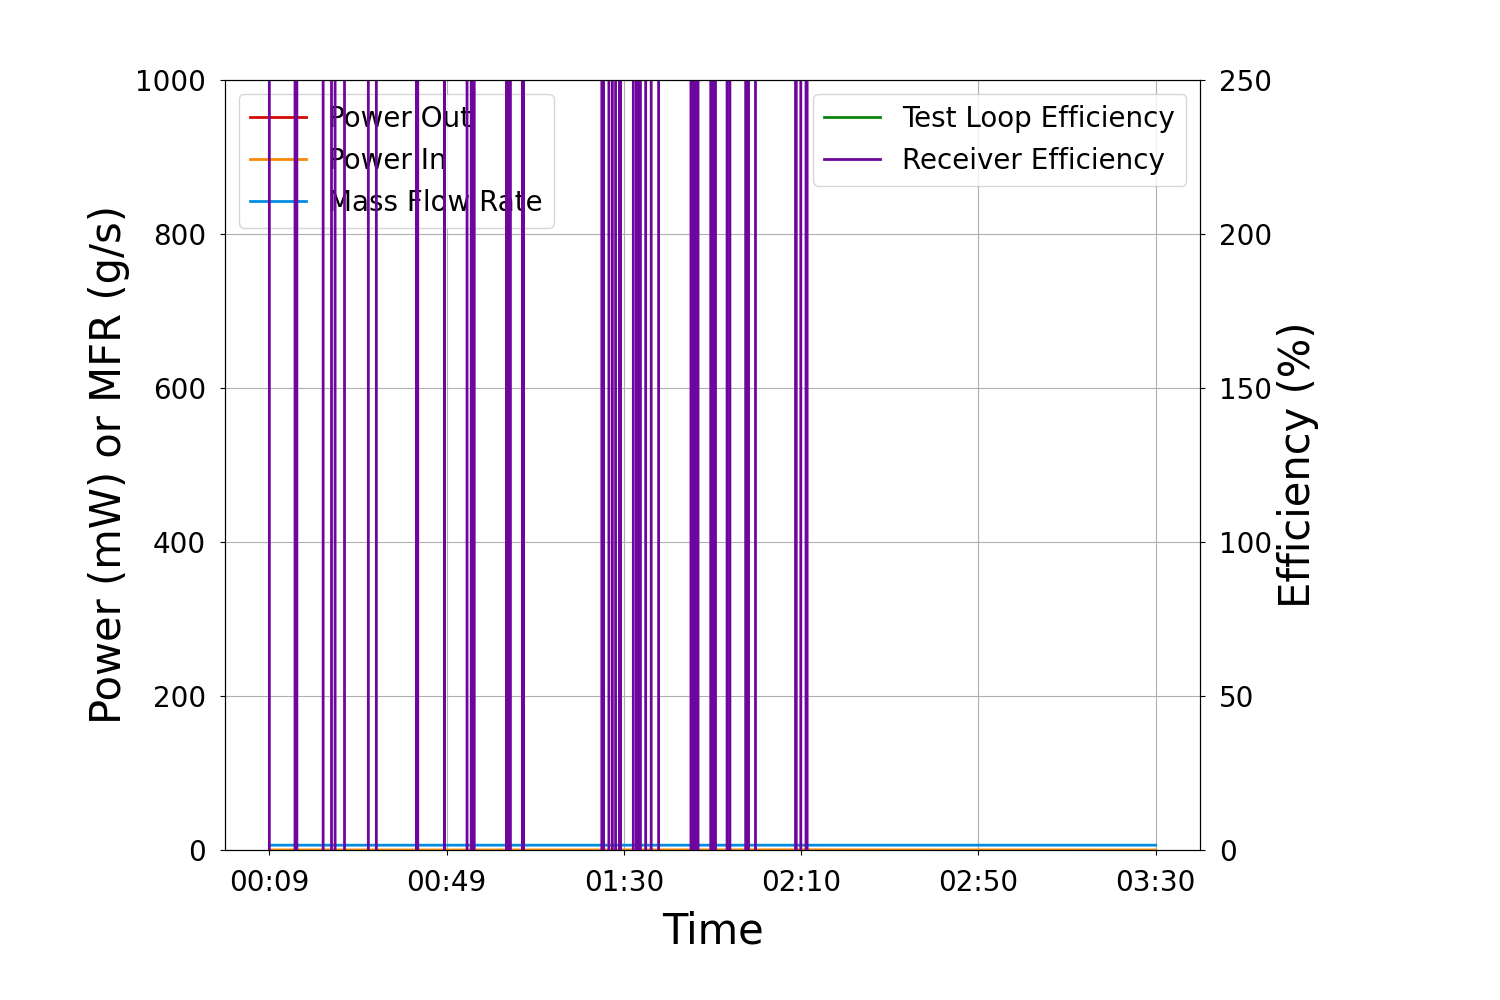 1000
800
600
400
200
0
Power (mW) or MFR (g/s)
Power Out
Power In
Mass Flow Rate
Test Loop Efficiency
Receiver Efficiency
250
200
150
100
50
0
Efficiency (%)
00:09 00:49 01:30 02:10 02:50 03:30
Time